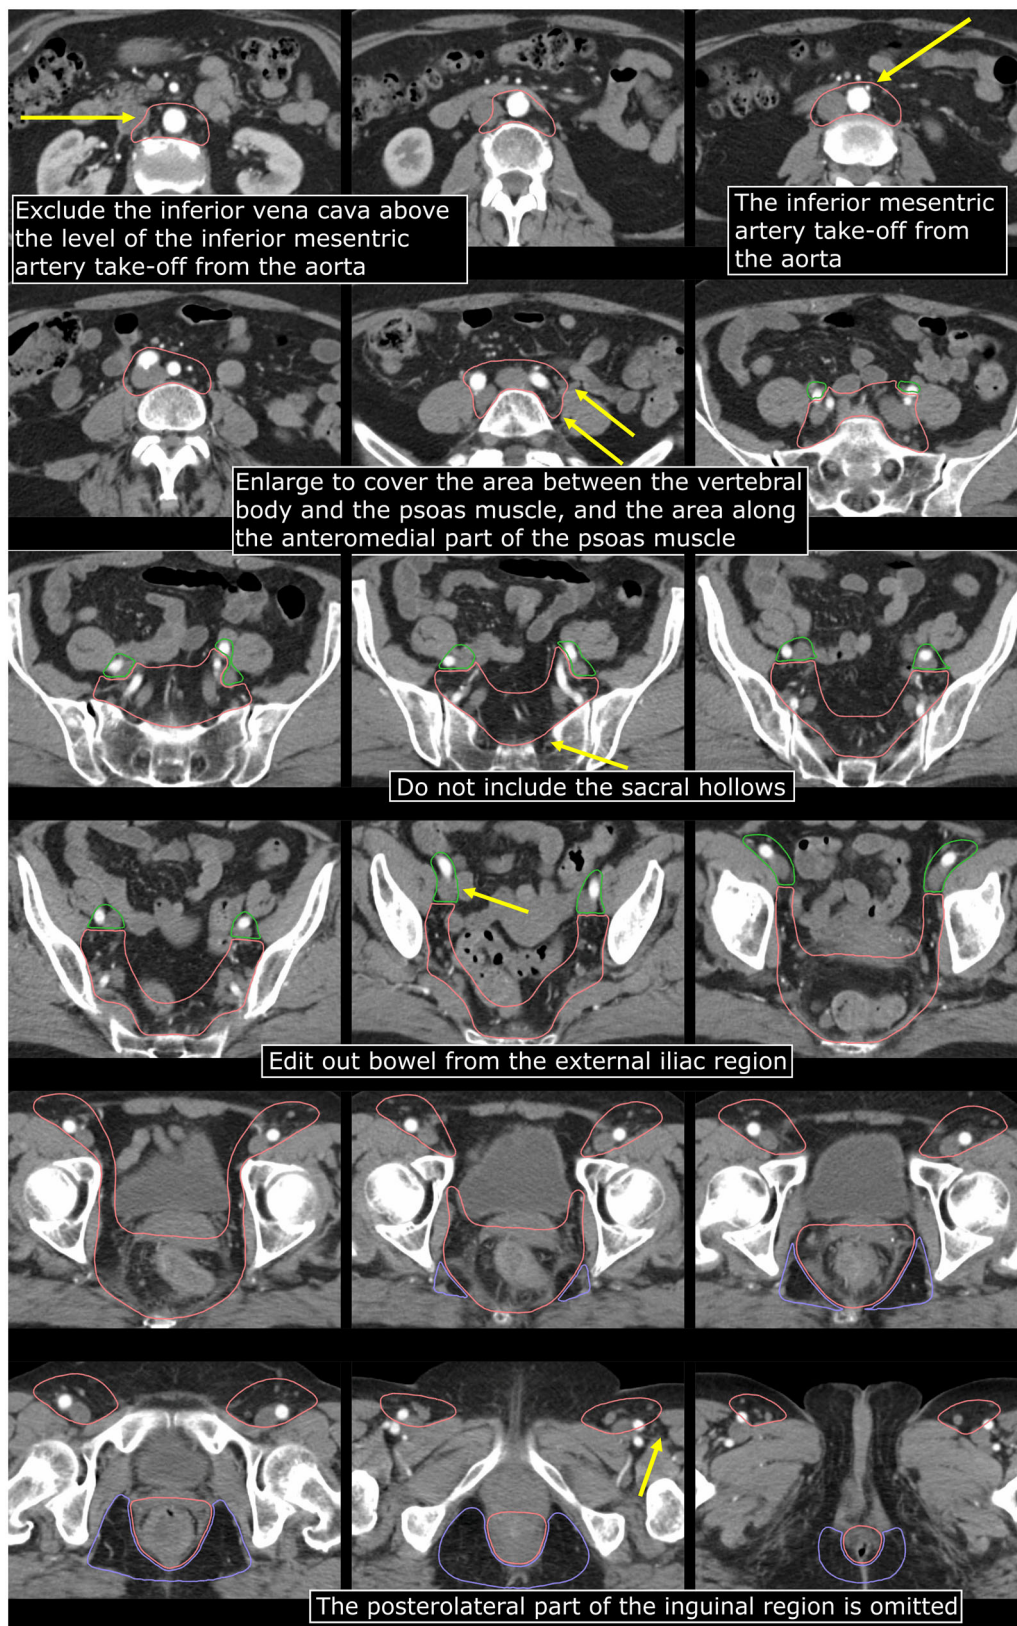 Exclude the inferior vena cava above
the level of the inferior mesentric
artery take-off from the aorta
The inferior mesentric
artery take-off from
the aorta
Enlarge to cover the area between the vertebral
body and the psoas muscle, and the area along
the anteromedial part of the psoas muscle
Do not include the sacral hollows
Edit out bowel from the external iliac region
The posterolateral part of the inguinal region is omitted